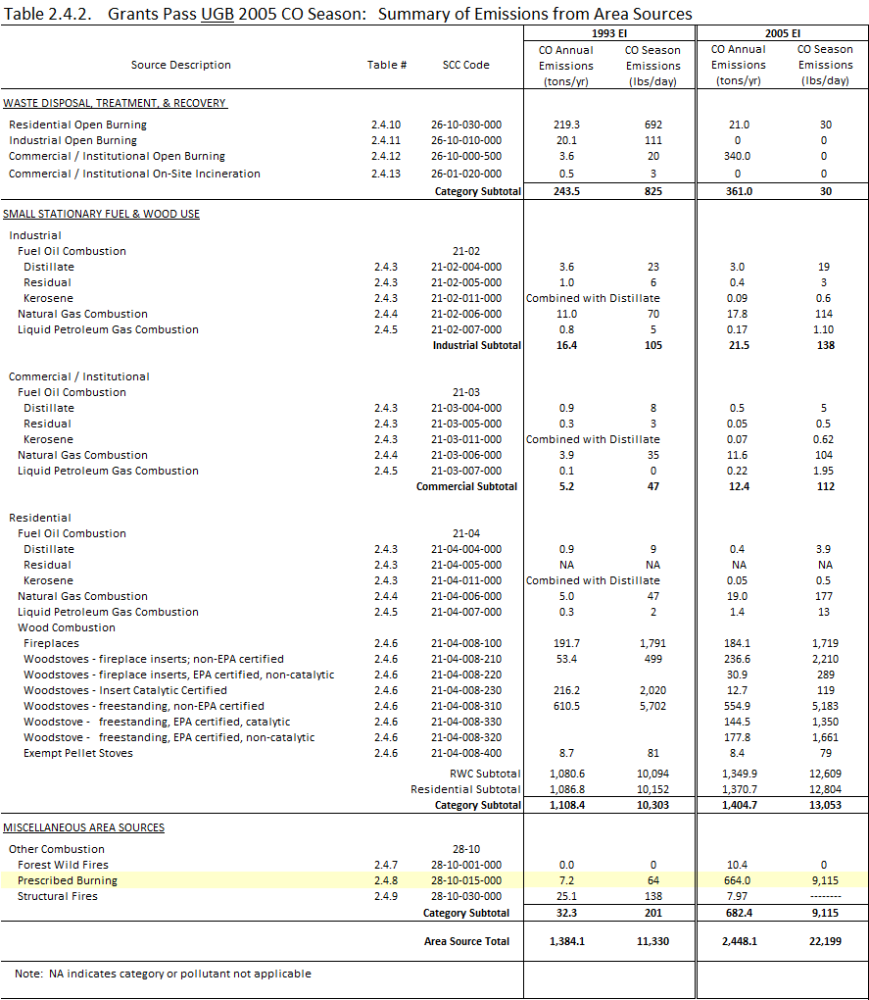 Table 2.4.2. Grants Pass UGB 2005 CO Season: Summary of Emissions from Area Sources
1993 EI 2005 EI
Source Description Table # SCC Code CO Annual Emissions (tons/yr) CO Season Emissions (lbs/day) CO Annual Emissions (tons/yr) CO Season Emissions (lbs/day)
WASTE DISPOSAL, TREATMENT, & RECOVERY
Residential Open Burning 2.4.10 26-10-030-000 219.3 692 21.0 30
Industrial Open Burning 2.4.11 26-10-010-000 20.1 111 0 0
Commercial / Institutional Open Burning 2.4.12 26-10-000-500 3.6 20 340.0 0
Commercial / Institutional On-Site Incineration 2.4.13 26-01-020-000 0.5 3 0 0
Category Subtotal 243.5 825 361.0 30
SMALL STATIONARY FUEL & WOOD USE
Industrial
Fuel Oil Combustion 21-02
Distillate 2.4.3 21-02-004-000 3.6 23 3.0 19
Residual 2.4.3 21-02-005-000 1.0 6 0.4 3
Kerosene 2.4.3 21-02-011-000 Combined with Distillate 0.09 0.6
Natural Gas Combustion 2.4.4 21-02-006-000 11.0 70 17.8 114
Liquid Petroleum Gas Combustion 2.4.5 21-02-007-000 0.8 5 0.17 1.10
Industrial Subtotal 16.4 105 21.5 138
Commercial / Institutional
Fuel Oil Combustion 21-03
Distillate 2.4.3 21-03-004-000 0.9 8 0.5 5
Residual 2.4.3 21-03-005-000 0.3 3 0.05 0.5
Kerosene 2.4.3 21-03-011-000 Combined with Distillate 0.07 0.62
Natural Gas Combustion 2.4.4 21-03-006-000 3.9 35 11.6 104
Liquid Petroleum Gas Combustion 2.4.5 21-03-007-000 0.1 0 0.22 1.95
Commercial Subtotal 5.2 47 12.4 112
Residential
Fuel Oil Combustion 21-04
Distillate 2.4.3 21-04-004-000 0.9 9 0.4 3.9
Residual 2.4.3 21-04-005-000 NA NA NA NA
Kerosene 2.4.3 21-04-011-000 Combined with Distillate 0.05 0.5
Natural Gas Combustion 2.4.4 21-04-006-000 5.0 47 19.0 177
Liquid Petroleum Gas Combustion 2.4.5 21-04-007-000 0.3 2 1.4 13
Wood Combustion
Fireplaces 2.4.6 21-04-008-100 191.7 1,791 184.1 1,719
Woodstoves - fireplace inserts; non-EPA certified 2.4.6 21-04-008-210 53.4 499 236.6 2,210
Woodstoves - fireplace inserts, EPA certified, non-catalytic 2.4.6 21-04-008-220 30.9 289
Woodstoves - Insert Catalytic Certified 2.4.6 21-04-008-230 216.2 2,020 12.7 119
Woodstoves - freestanding, non-EPA certified 2.4.6 21-04-008-310 610.5 5,702 554.9 5,183
Woodstove - freestanding, EPA certified, catalytic 2.4.6 21-04-008-330 144.5 1,350
Woodstove - freestanding, EPA certified, non-catalytic 2.4.6 21-04-008-320 177.8 1,661
Exempt Pellet Stoves 2.4.6 21-04-008-400 8.7 81 8.4 79
RWC Subtotal 1,080.6 10,094 1,349.9 12,609
Residential Subtotal 1,086.8 10,152 1,370.7 12,804
Category Subtotal 1,108.4 10,303 1,404.7 13,053
MISCELLANEOUS AREA SOURCES
Other Combustion 28-10
Forest Wild Fires 2.4.7 28-10-001-000 0.0 0 10.4 0
Prescribed Burning 2.4.8 28-10-015-000 7.2 64 664.0 9,115
Structural Fires 2.4.9 28-10-030-000 25.1 138 7.97 --------
Category Subtotal 32.3 201 682.4 9,115
Area Source Total 1,384.1 11,330 2,448.1 22,199
Note: NA indicates category or pollutant not applicable